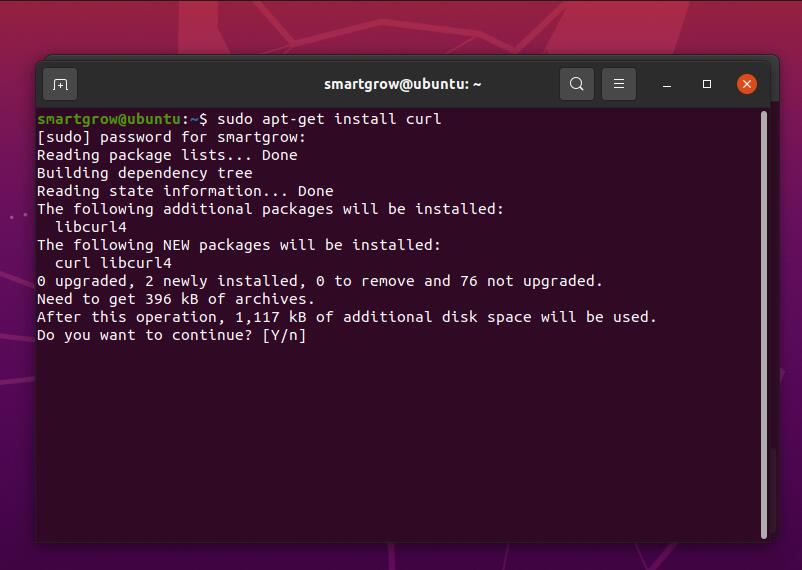 smartgrow@ubuntu: ~
smartgrow@ubuntu:~$ sudo apt-get install curl
[sudo] password for smartgrow:
Reading package lists... Done
Building dependency tree
Reading state information... Done
The following additional packages will be installed:
  libcurl4
The following NEW packages will be installed:
  curl libcurl4
0 upgraded, 2 newly installed, 0 to remove and 76 not upgraded.
Need to get 396 kB of archives.
After this operation, 1,117 kB of additional disk space will be used.
Do you want to continue? [Y/n]